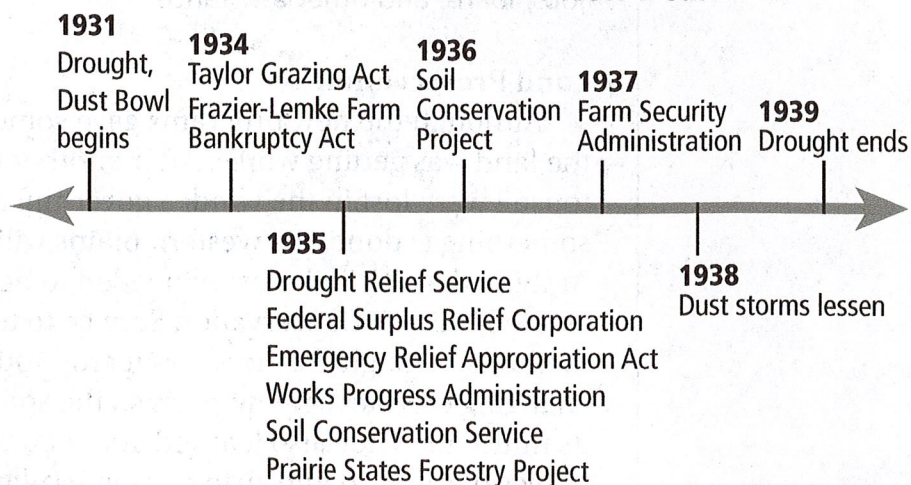 1931
Drought,
Dust Bowl
begins
1934
Taylor Grazing Act
Frazier-Lemke Farm
Bankruptcy Act
1936
Soil
Conservation
Project
1937
Farm Security
Administration
1939
Drought ends
1935
Drought Relief Service
Federal Surplus Relief Corporation
Emergency Relief Appropriation Act
Works Progress Administration
Soil Conservation Service
Prairie States Forestry Project
1938
Dust storms lessen